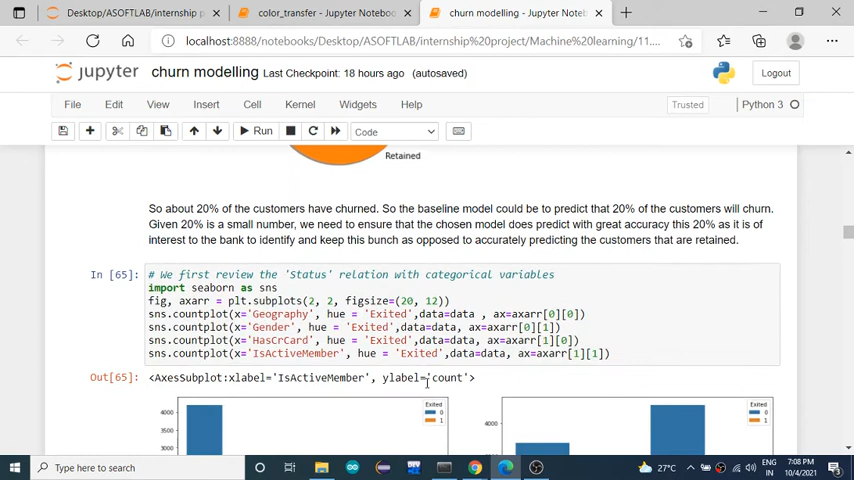 Desktop/ASOFTLAB/internship p
color_transfer - Jupyter Noteboo
churn modelling - Jupyter Noteb
localhost:8888/notebooks/Desktop/ASOFTLAB/internship%20project/Machine%20learning/11....
jupyter churn modelling Last Checkpoint: 18 hours ago (autosaved)
Logout
File Edit View Insert Cell Kernel Widgets Help
Trusted
Python 3
Run
Code
Retained
So about 20% of the customers have churned. So the baseline model could be to predict that 20% of the customers will churn.
Given 20% is a small number, we need to ensure that the chosen model does predict with great accuracy this 20% as it is of
interest to the bank to identify and keep this bunch as opposed to accurately predicting the customers that are retained.
In [65]:
# We first review the 'Status' relation with categorical variables
import seaborn as sns
fig, axarr = plt.subplots(2, 2, figsize=(20, 12))
sns.countplot(x='Geography', hue = 'Exited',data=data , ax=axarr[0][0])
sns.countplot(x='Gender', hue = 'Exited',data=data, ax=axarr[0][1])
sns.countplot(x='HasCrCard', hue = 'Exited',data=data, ax=axarr[1][0])
sns.countplot(x='IsActiveMember', hue = 'Exited',data=data, ax=axarr[1][1])
Out[65]:
<AxesSubplot:xlabel='IsActiveMember', ylabel='count'>
4000
3500
3000
Exited
0
1
4000
Exited
0
1
Type here to search
27°C
ENG
IN
7:08 PM
10/4/2021